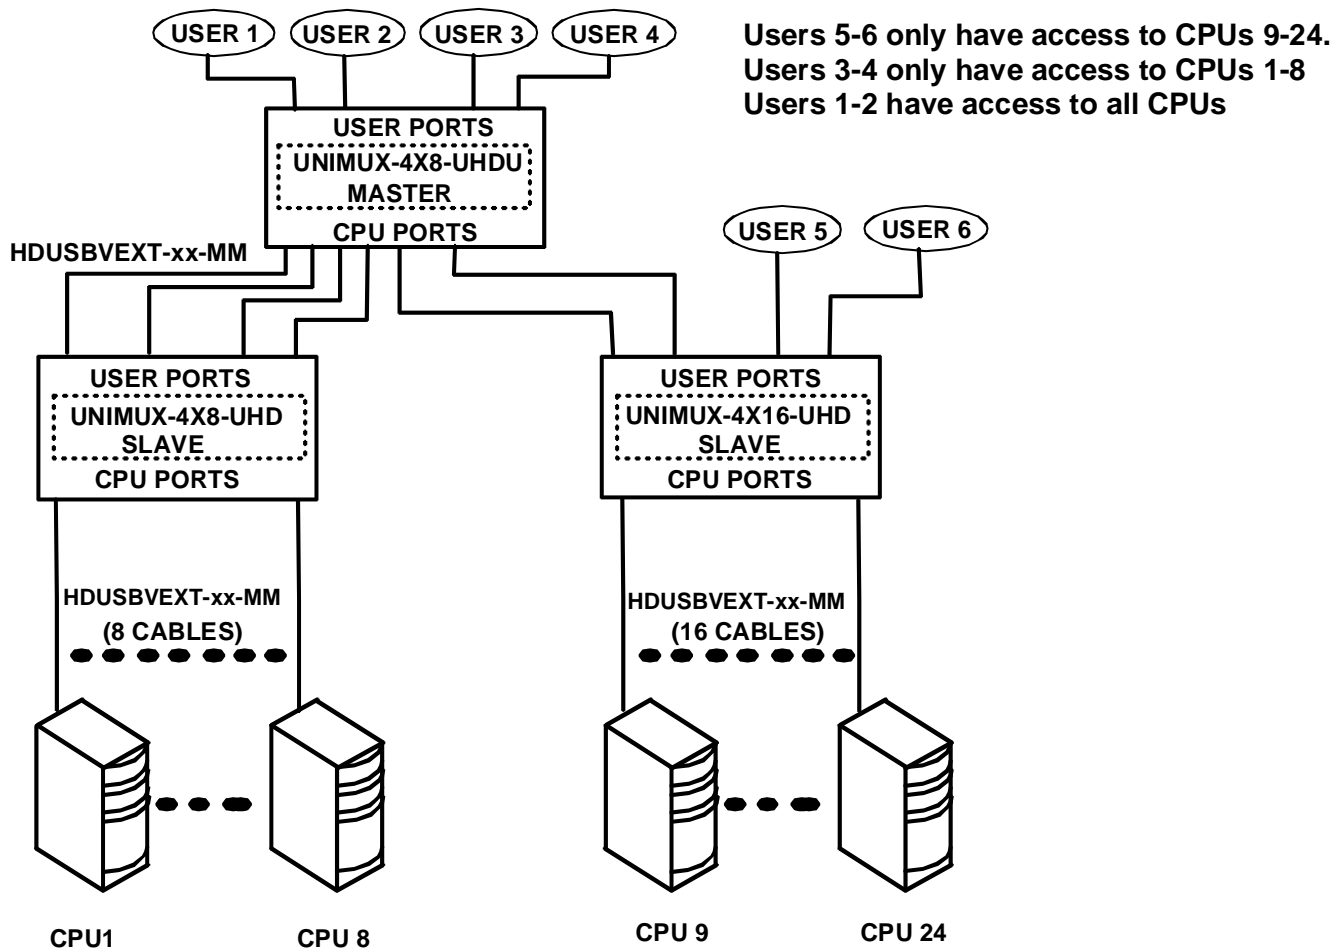 USER 1
USER 2
USER 3
USER 4
Users 5-6 only have access to CPUs 9-24.
Users 3-4 only have access to CPUs 1-8
Users 1-2 have access to all CPUs
USER PORTS
UNIMUX-4X8-UHDU
MASTER
CPU PORTS
HDUSBVEXT-xx-MM
USER 5
USER 6
USER PORTS
UNIMUX-4X8-UHD
SLAVE
CPU PORTS
USER PORTS
UNIMUX-4X16-UHD
SLAVE
CPU PORTS
HDUSBVEXT-xx-MM
(8 CABLES)
HDUSBVEXT-xx-MM
(16 CABLES)
CPU1
CPU 8
CPU 9
CPU 24